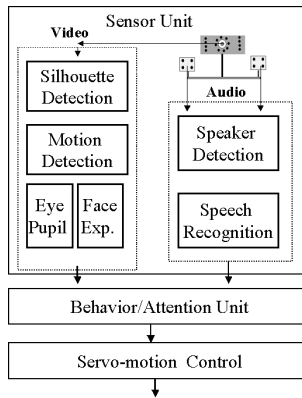 Sensor Unit
Video
Silhouette
Detection
Motion
Detection
Eye
Pupil
Face
Exp.
Audio
Speaker
Detection
Speech
Recognition
Behavior/Attention Unit
Servo-motion Control